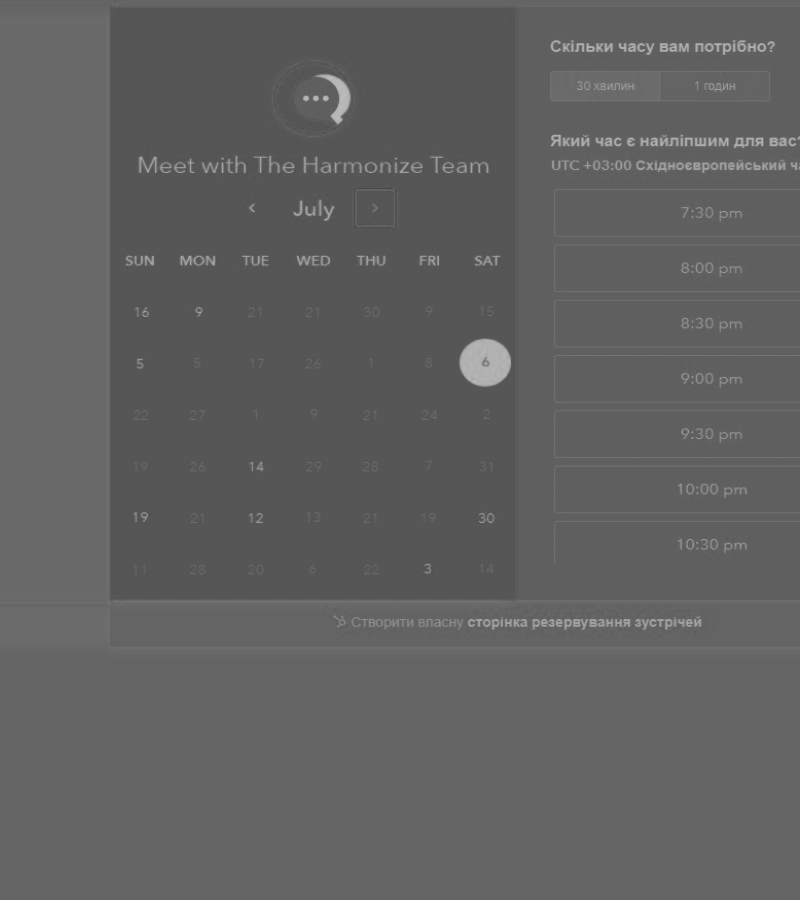 Meet with The Harmonize Team
July
SUN MON TUE WED THU FRI SAT
16 9 21 21 30 9 15
5 5 17 26 1 8 6
22 27 1 9 21 24 2
19 26 14 29 28 7 31
19 21 12 13 21 19 30
11 28 20 6 22 3 14
Скільки часу вам потрібно?
30 хвилин 1 годин
Який час є найліпшим для вас?
UTC +03:00 Східноєвропейський
7:30 pm
8:00 pm
8:30 pm
9:00 pm
9:30 pm
10:00 pm
10:30 pm
Створити власну сторінка резервування зустрічей